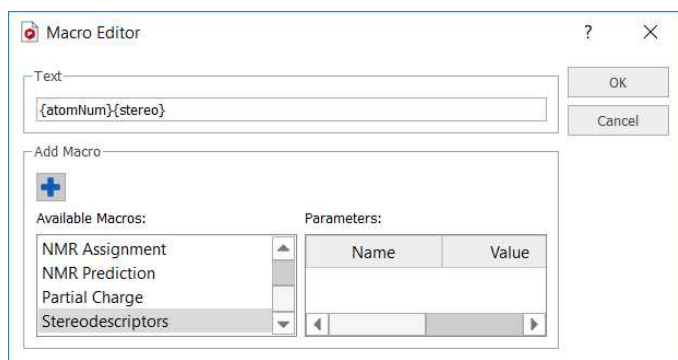 Macro Editor ?
Text
{atomNum}{stereo}
OK
Cancel
Add Macro
Available Macros:
Parameters:
NMR Assignment
NMR Prediction
Partial Charge
Stereodescriptors
Name Value